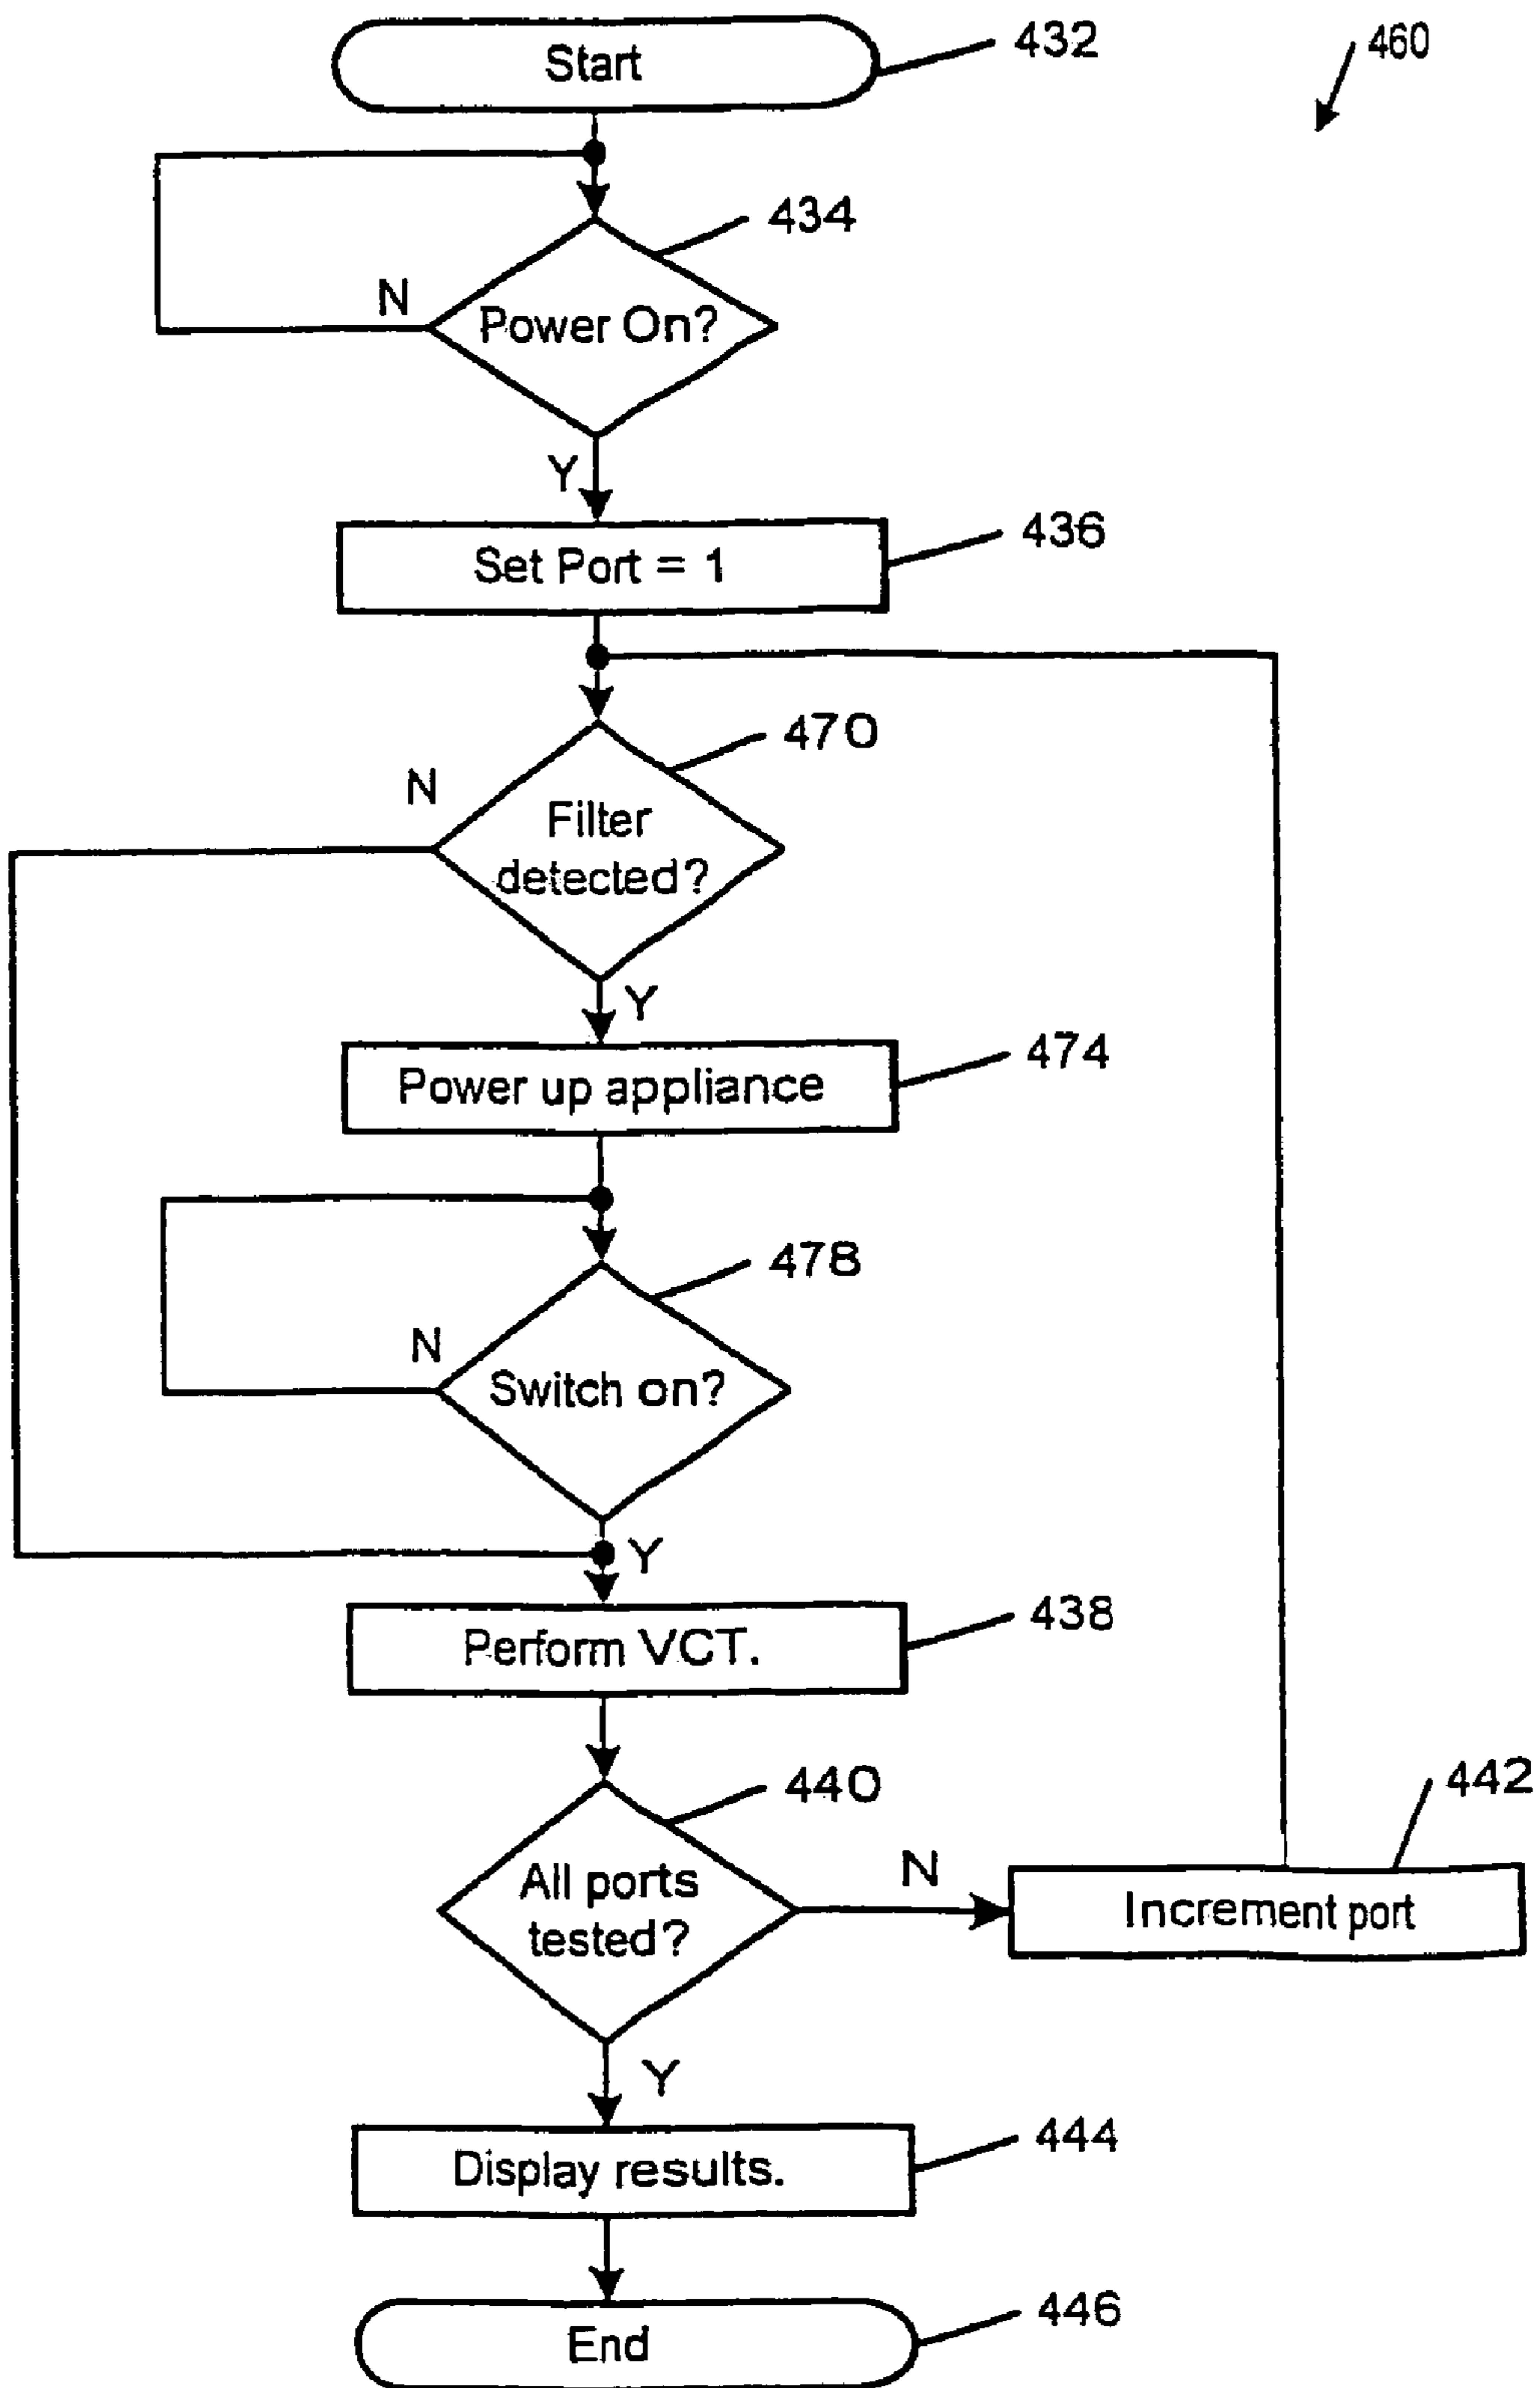 Start
432
460
434
N
Power On?
Y
436
Set Port = 1
470
N
Filter
detected?
Y
474
Power up appliance
478
N
Switch on?
Y
438
Perform VCT.
440
442
All ports
tested?
N
Increment port
Y
444
Display results.
446
End